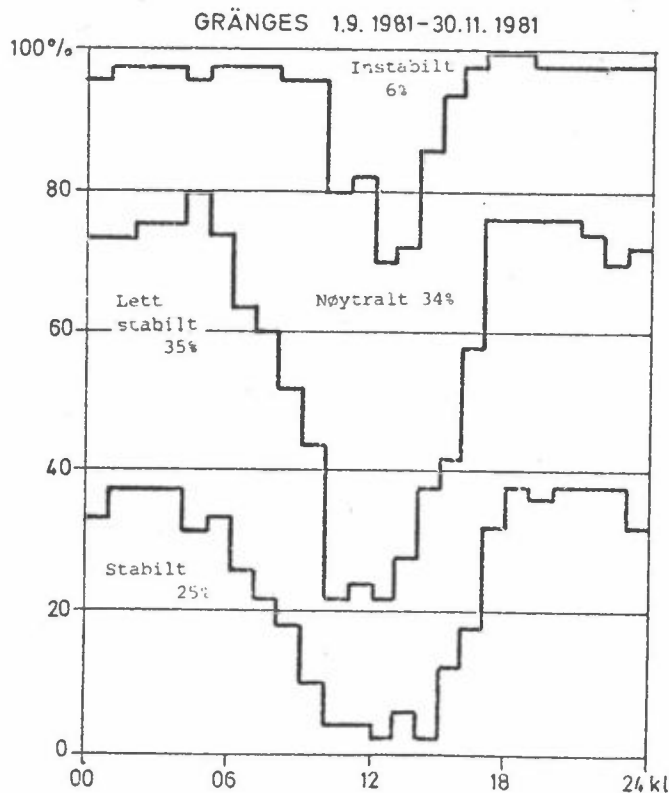 GRÄNGES 1.9. 1981-30.11. 1981
100%
Instabilt
6%
80
Lett
stabilt
35%
Nøytralt 34%
60
40
Stabilt
25%
20
0
00 06 12 18 24 kl